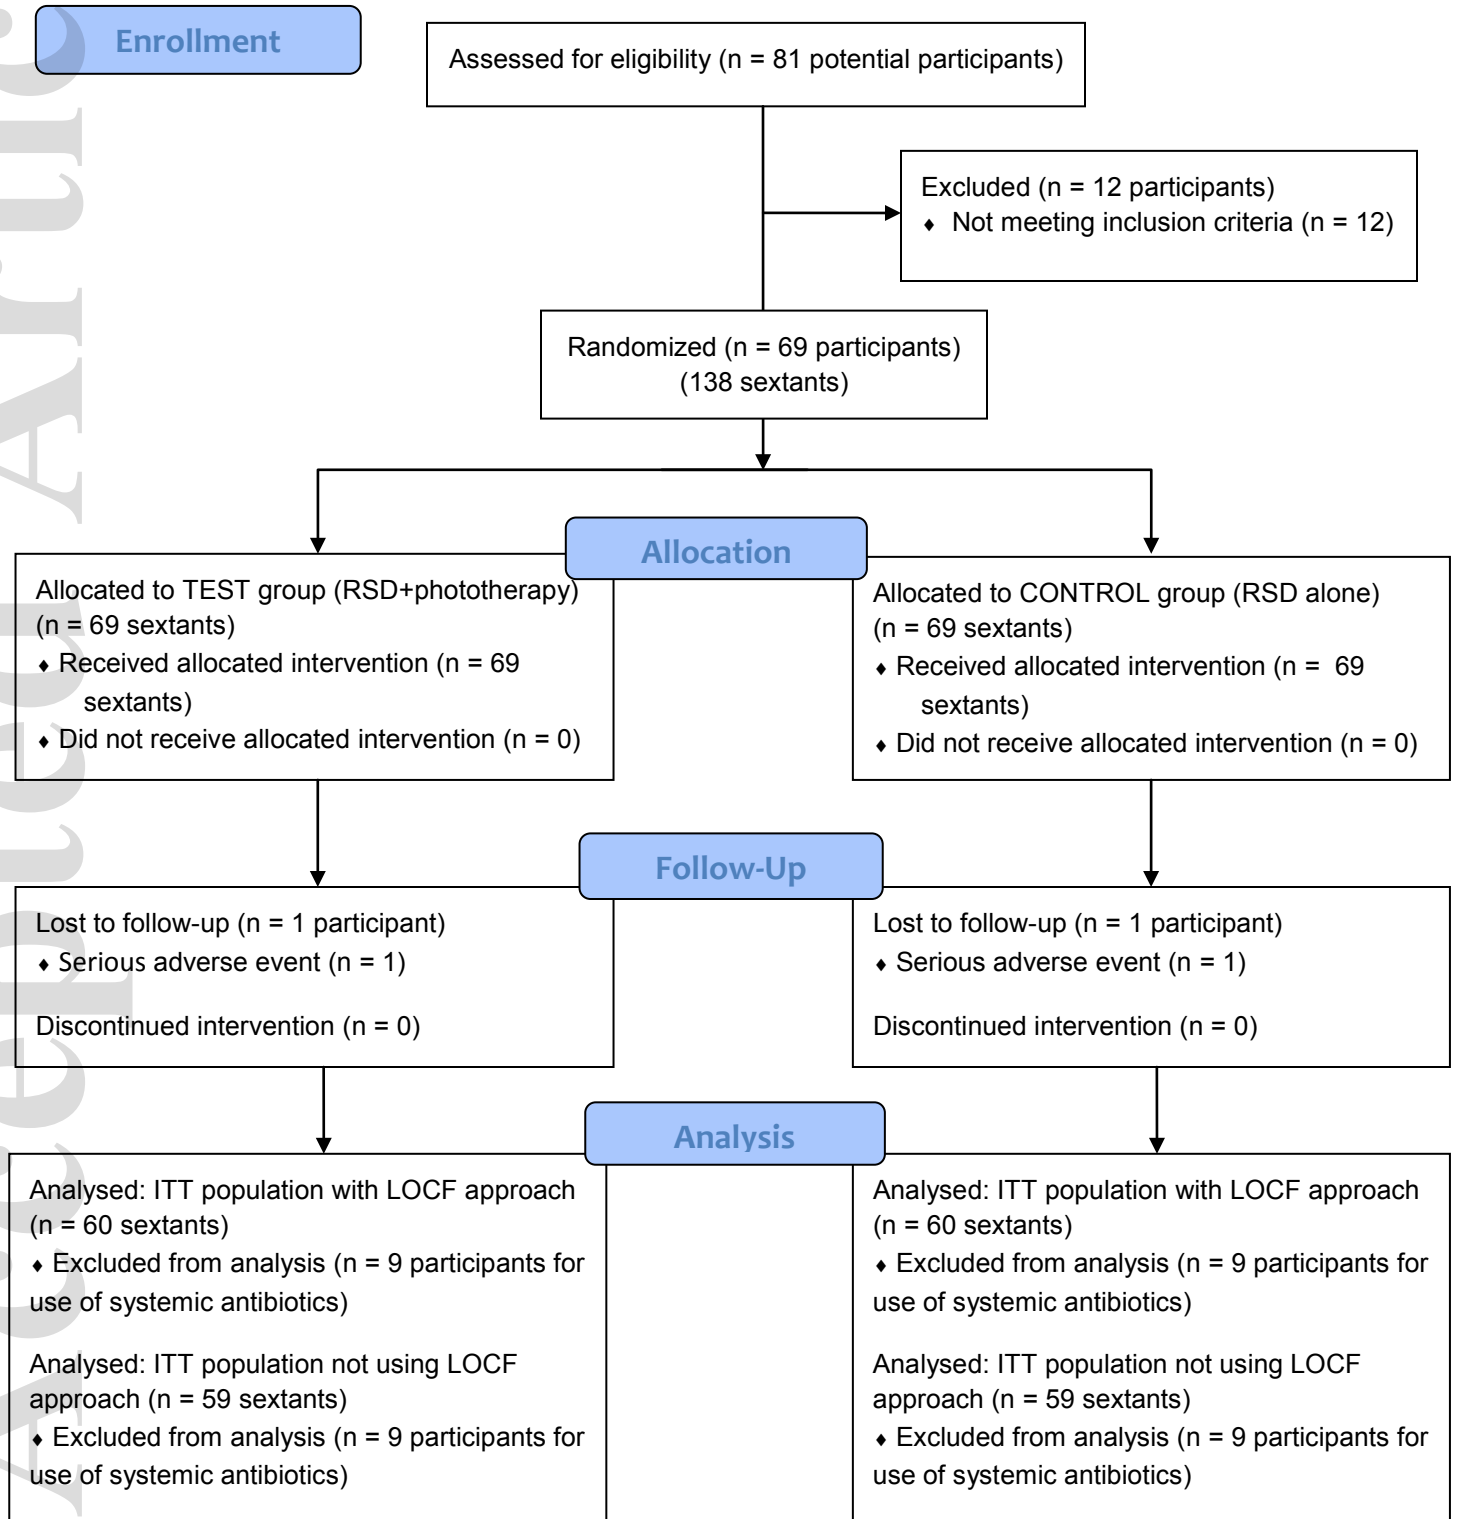 Enrollment
Assessed for eligibility (n = 81 potential participants)
Excluded (n = 12 participants)
♦ Not meeting inclusion criteria (n = 12)
Randomized (n = 69 participants)
(138 sextants)
Allocation
Allocated to TEST group (RSD+phototherapy)
(n = 69 sextants)
♦ Received allocated intervention (n = 69
sextants)
♦ Did not receive allocated intervention (n = 0)
Allocated to CONTROL group (RSD alone)
(n = 69 sextants)
♦ Received allocated intervention (n =  69
sextants)
♦ Did not receive allocated intervention (n = 0)
Follow-Up
Lost to follow-up (n = 1 participant)
♦ Serious adverse event (n = 1)
Discontinued intervention (n = 0)
Lost to follow-up (n = 1 participant)
♦ Serious adverse event (n = 1)
Discontinued intervention (n = 0)
Analysis
Analysed: ITT population with LOCF approach
(n = 60 sextants)
♦ Excluded from analysis (n = 9 participants for
use of systemic antibiotics)
Analysed: ITT population not using LOCF
approach (n = 59 sextants)
♦ Excluded from analysis (n = 9 participants for
use of systemic antibiotics)
Analysed: ITT population with LOCF approach
(n = 60 sextants)
♦ Excluded from analysis (n = 9 participants for
use of systemic antibiotics)
Analysed: ITT population not using LOCF
approach (n = 59 sextants)
♦ Excluded from analysis (n = 9 participants for
use of systemic antibiotics)
Accepted Artic